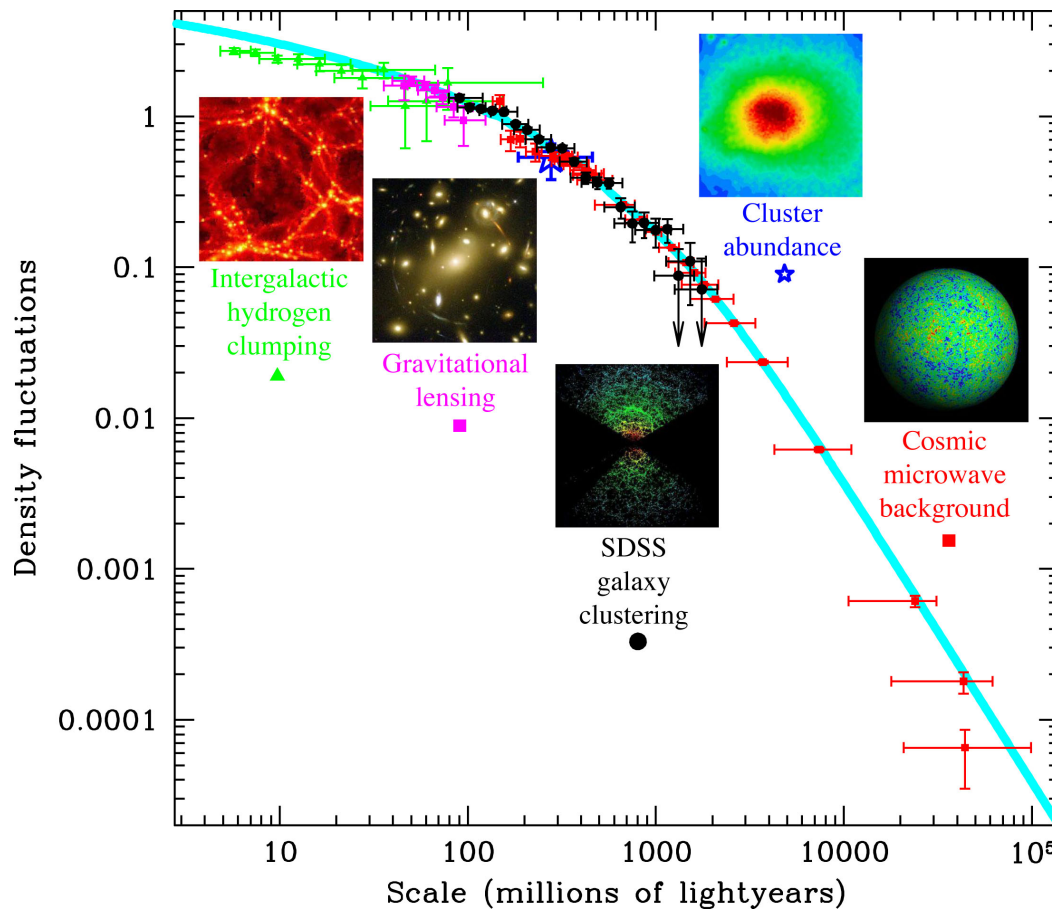 Density fluctuations
1
0.1
0.01
0.001
0.0001
Intergalactic
hydrogen
clumping
Gravitational
lensing
SDSS
galaxy
clustering
Cluster
abundance
Cosmic
microwave
background
10
100
1000
10000
10⁵
Scale (millions of lightyears)